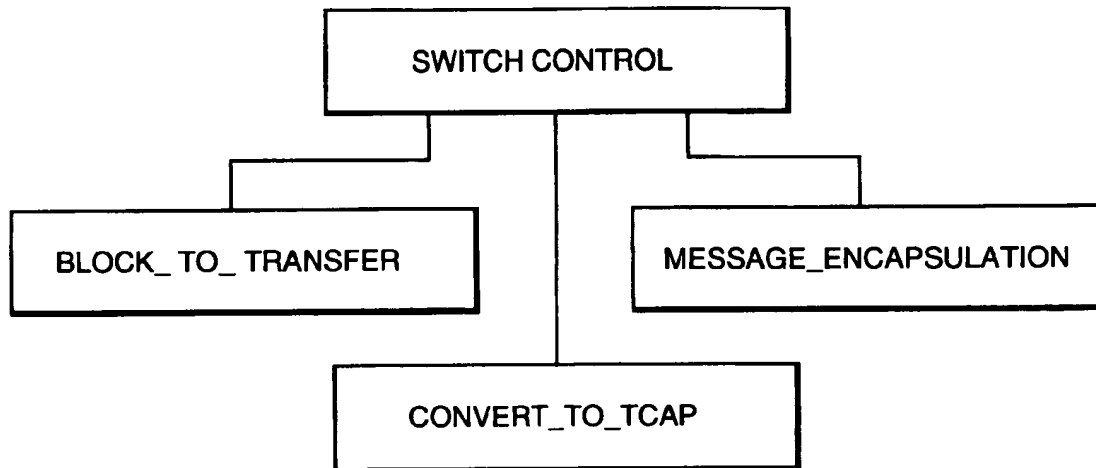 SWITCH CONTROL
BLOCK_ TO_ TRANSFER
MESSAGE_ENCAPSULATION
CONVERT_TO_TCAP